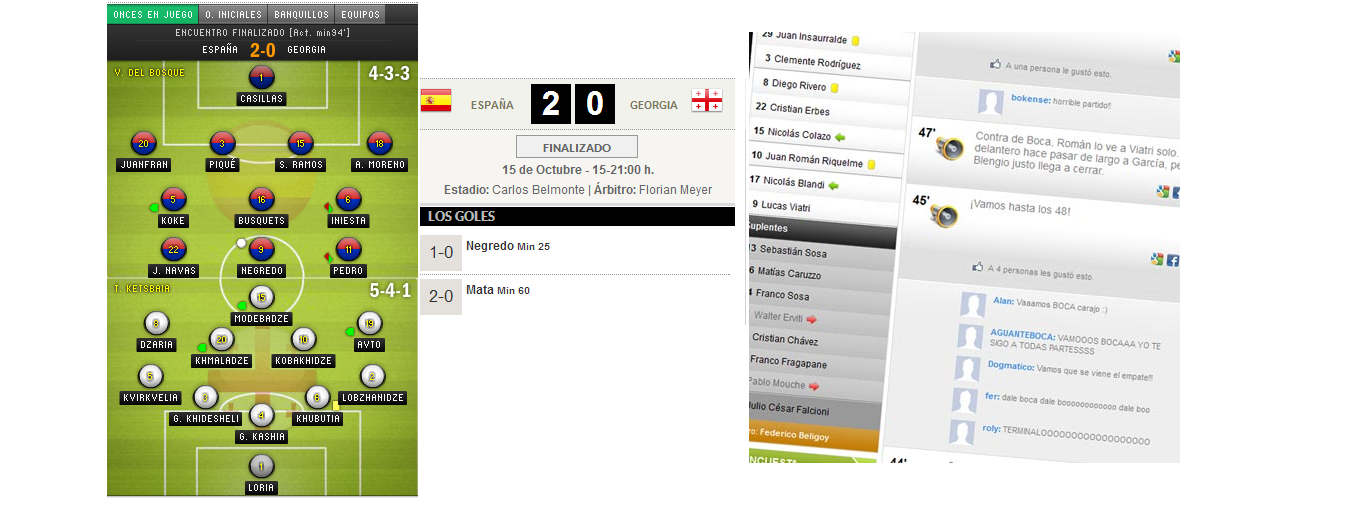 ONCES EN JUEGO O. INICIALES BANQUILLOS EQUIPOS
ENCUENTRO FINALIZADO [Act. min94']
ESPAÑA 2-0 GEORGIA
V. DEL BOSQUE 4-3-3
1
CASILLAS
20 3 15 18
JUANFRAN PIQUÉ S. RAMOS A. MORENO
5 16 6
KOKE BUSQUETS INIESTA
22 9 11
J. NAVAS NEGREDO PEDRO
T. KETSBAIA 5-4-1
15
MODEBADZE
19
DZARIA AVTO
20 10
KHMALADZE KOBAKHIDZE
5 2
KVIRKVELIA LOBZHANIDZE
3 6
G. KHIDESHELI KHUBUTIA
4
G. KASHIA
1
LORIA
ESPAÑA 2 0 GEORGIA
FINALIZADO
15 de Octubre - 15-21:00 h.
Estadio: Carlos Belmonte | Árbitro: Florian Meyer
LOS GOLES
1-0 Negredo Min 25
2-0 Mata Min 60
29 Juan Insaurralde
3 Clemente Rodríguez
8 Diego Rivero
22 Cristian Erbes
15 Nicolás Colazo
10 Juan Román Riquelme
17 Nicolás Blandi
9 Lucas Viatri
uplentes
3 Sebastián Sosa
6 Matías Caruzzo
4 Franco Sosa
Walter Erviti
Cristian Chávez
Franco Fragapane
Pablo Mouche
Julio César Falcioni
ro: Federico Beligoy
NCUESTA
A una persona le gustó esto.
bokense: horrible partido!!
47' Contra de Boca, Román lo ve a Viatri solo.
delantero hace pasar de largo a García, pe
Blengio justo llega a cerrar.
45' ¡Vamos hasta los 48!
A 4 personas les gustó esto.
Alan: Vaaamos BOCA carajo :)
AGUANTEBOCA: VAMOOOS BOCAAA YO TE
SIGO A TODAS PARTESSSS
Dogmatico: Vamos que se viene el empate!!
fer: dale boca dale boooooooooooo dale boo
roly: TERMINALOOOOOOOOOOOOOOOOOO
44'